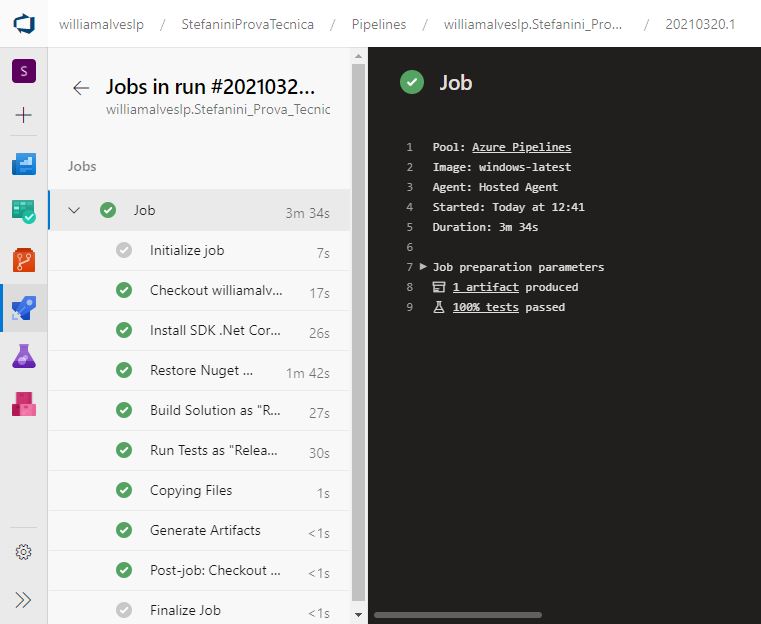 williamalveslp / StefaniniProvaTecnica / Pipelines / williamalveslp.Stefanini_Pro... / 20210320.1
S
Jobs in run #2021032...
williamalveslp.Stefanini_Prova_Tecnic
Jobs
Job 3m 34s
Initialize job 7s
Checkout williamalv... 17s
Install SDK .Net Cor... 26s
Restore Nuget ... 1m 42s
Build Solution as "R... 27s
Run Tests as "Relea... 30s
Copying Files 1s
Generate Artifacts <1s
Post-job: Checkout ... <1s
Finalize Job <1s
Job
1 Pool: Azure Pipelines
2 Image: windows-latest
3 Agent: Hosted Agent
4 Started: Today at 12:41
5 Duration: 3m 34s
6
7 Job preparation parameters
8 1 artifact produced
9 100% tests passed